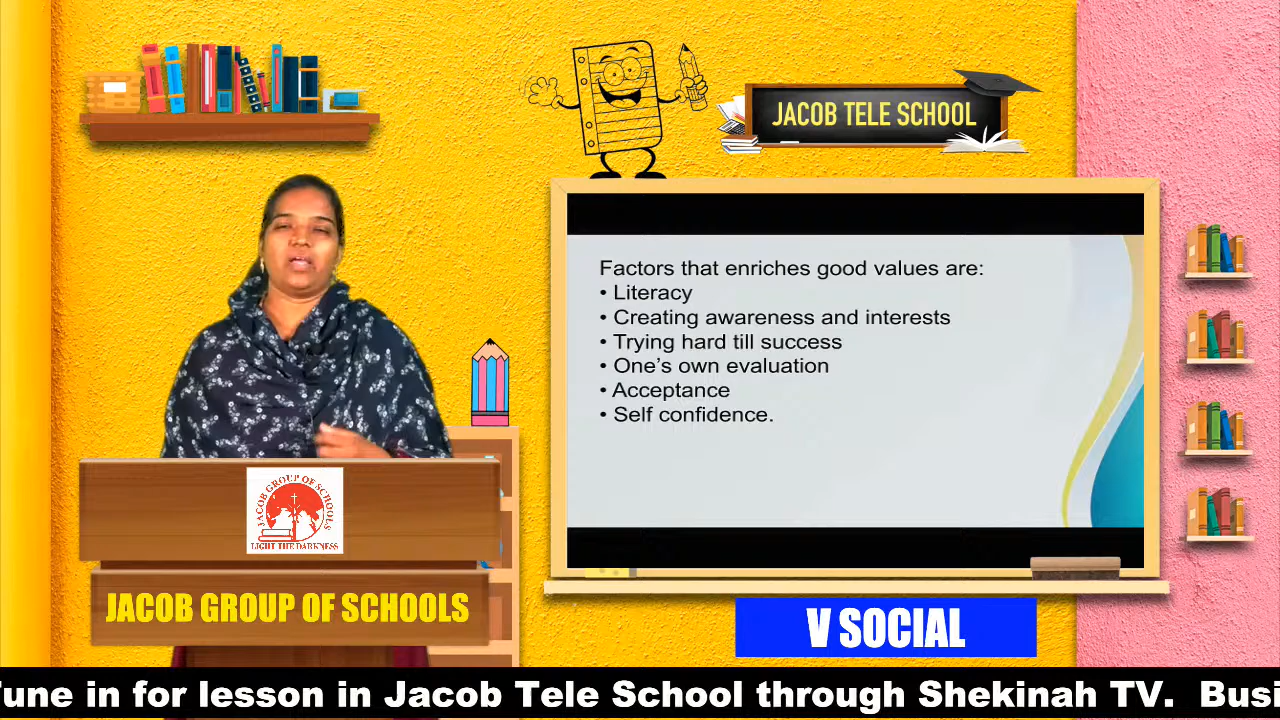 JACOB TELE SCHOOL
Factors that enriches good values are:
• Literacy
• Creating awareness and interests
• Trying hard till success
• One's own evaluation
• Acceptance
• Self confidence.
JACOB GROUP OF SCHOOLS
LIGHT THE DARKNESS
JACOB GROUP OF SCHOOLS
V SOCIAL
Tune in for lesson in Jacob Tele School through Shekinah TV. Busi